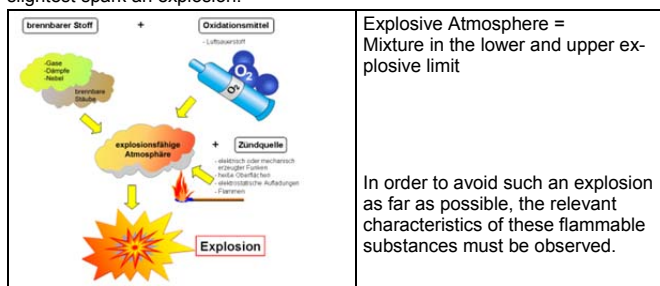 slightest spark an explosion.
brennbarer Stoff + Oxidationsmittel
- Luftsauerstoff
-Gase
-Dämpfe
-Nebel
brennbare
Stäube
O2
O2
explosionsfähige
Atmosphäre
+ Zündquelle
- elektrisch oder mechanisch
erzeugter Funken
- heiße Oberflächen
- elektrostatische Aufladungen
- Flammen
Explosion
Explosive Atmosphere =
Mixture in the lower and upper ex-
plosive limit
In order to avoid such an explosion
as far as possible, the relevant
characteristics of these flammable
substances must be observed.